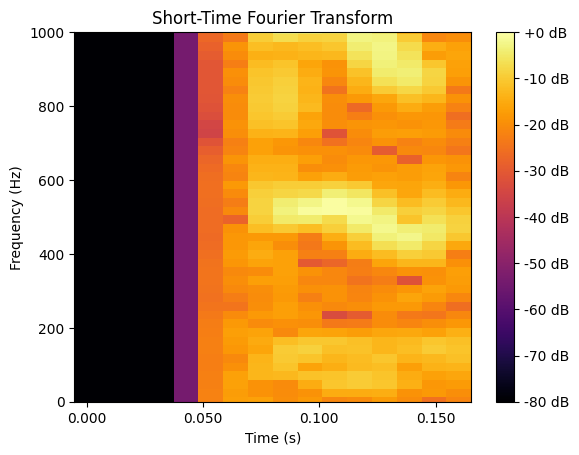 Short-Time Fourier Transform
1000
800
600
400
200
0
Frequency (Hz)
0.000
0.050
0.100
0.150
Time (s)
+0 dB
-10 dB
-20 dB
-30 dB
-40 dB
-50 dB
-60 dB
-70 dB
-80 dB